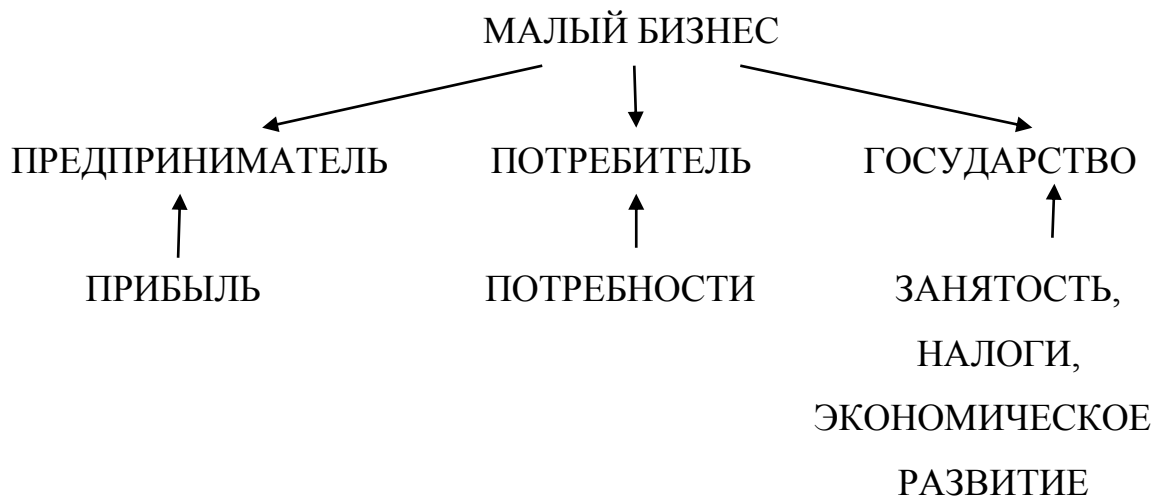 МАЛЫЙ БИЗНЕС
ПРЕДПРИНИМАТЕЛЬ ПОТРЕБИТЕЛЬ ГОСУДАРСТВО
ПРИБЫЛЬ ПОТРЕБНОСТИ ЗАНЯТОСТЬ,
НАЛОГИ,
ЭКОНОМИЧЕСКОЕ
РАЗВИТИЕ